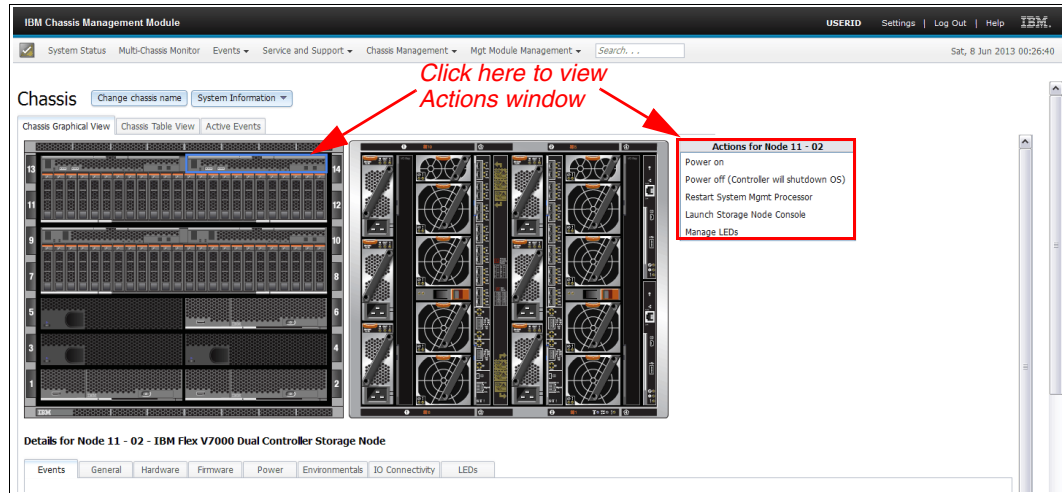 IBM Chassis Management Module USERID Settings | Log Out | Help IBM.
System Status Multi-Chassis Monitor Events Service and Support Chassis Management Mgt Module Management Search. . . Sat, 8 Jun 2013 00:26:40
Click here to view
Actions window
Chassis Change chassis name System Information
Chassis Graphical View Chassis Table View Active Events
Actions for Node 11 - 02
Power on
Power off (Controller will shutdown OS)
Restart System Mgmt Processor
Launch Storage Node Console
Manage LEDs
13 14
11 12
9 10
7 8
5 6
3 4
1 2
IBM
Details for Node 11 - 02 - IBM Flex V7000 Dual Controller Storage Node
Events General Hardware Firmware Power Environmentals IO Connectivity LEDs